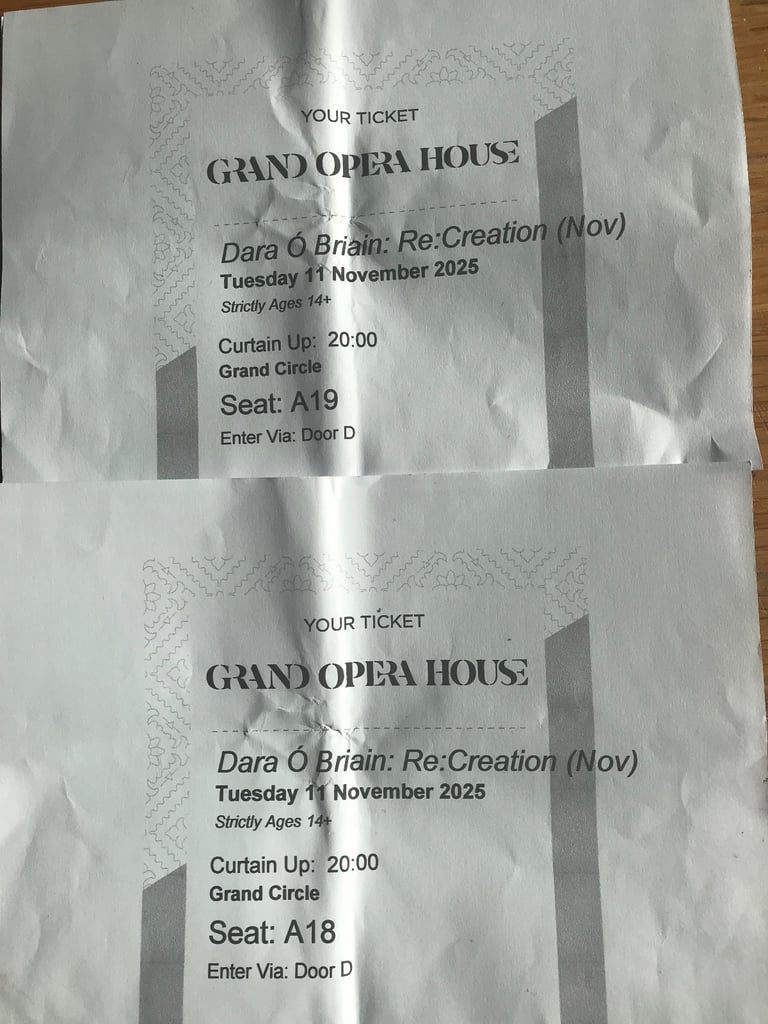 YOUR TICKET
GRAND OPERA HOUSE
Dara Ó Briain: Re:Creation (Nov)
Tuesday 11 November 2025
Strictly Ages 14+
Curtain Up: 20:00
Grand Circle
Seat: A19
Enter Via: Door D
YOUR TICKET
GRAND OPERA HOUSE
Dara Ó Briain: Re:Creation (Nov)
Tuesday 11 November 2025
Strictly Ages 14+
Curtain Up: 20:00
Grand Circle
Seat: A18
Enter Via: Door D